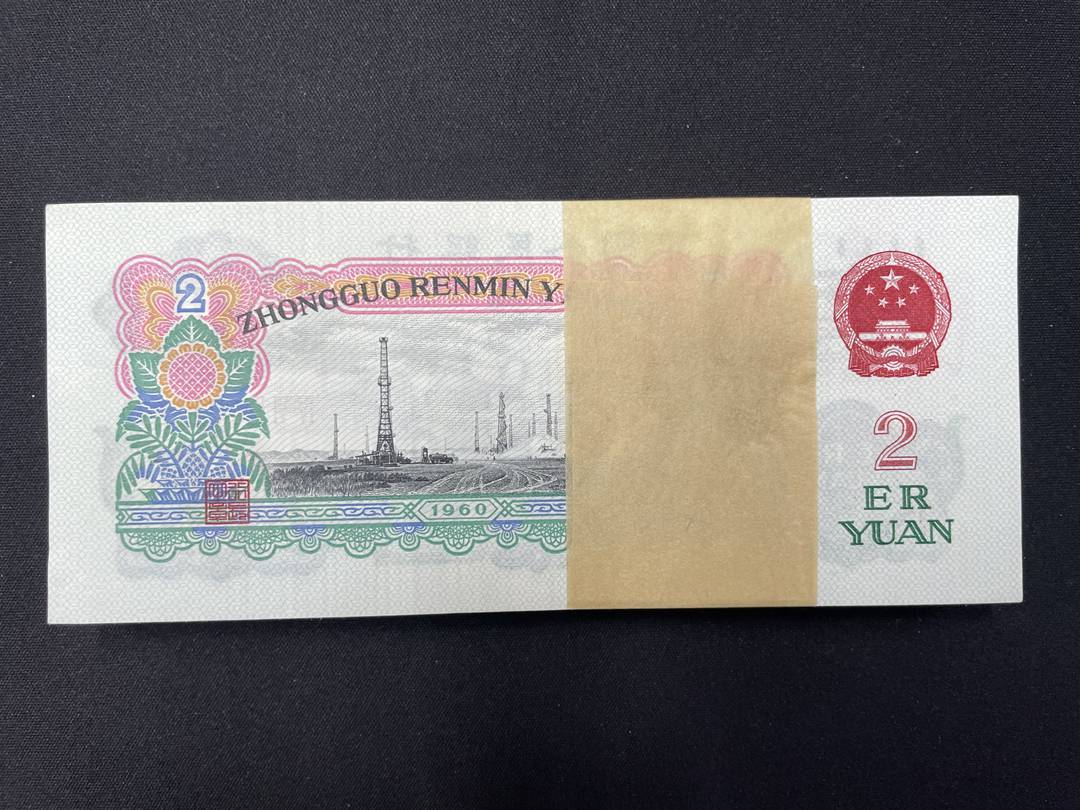 2
ZHONGGUO RENMIN Y
1960
2
ER
YUAN